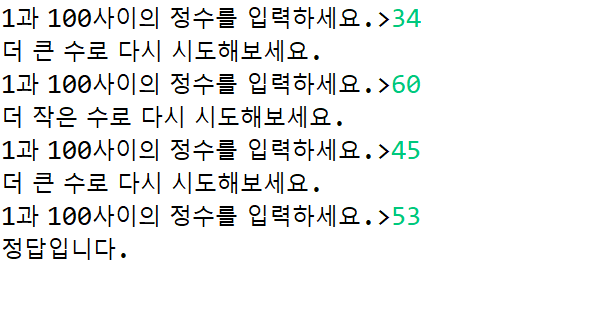 1과 100사이의 정수를 입력하세요.>34
더 큰 수로 다시 시도해보세요.
1과 100사이의 정수를 입력하세요.>60
더 작은 수로 다시 시도해보세요.
1과 100사이의 정수를 입력하세요.>45
더 큰 수로 다시 시도해보세요.
1과 100사이의 정수를 입력하세요.>53
정답입니다.